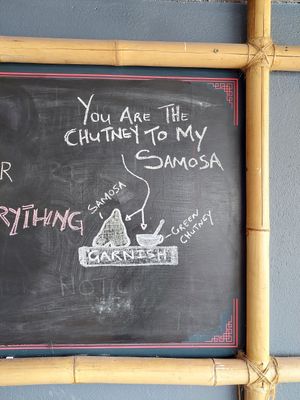 YOU ARE THE
CHUTNEY TO MY
SAMOSA
R
RYTHING
SAMOSA
GREEN
CHUTNEY
GARNISH